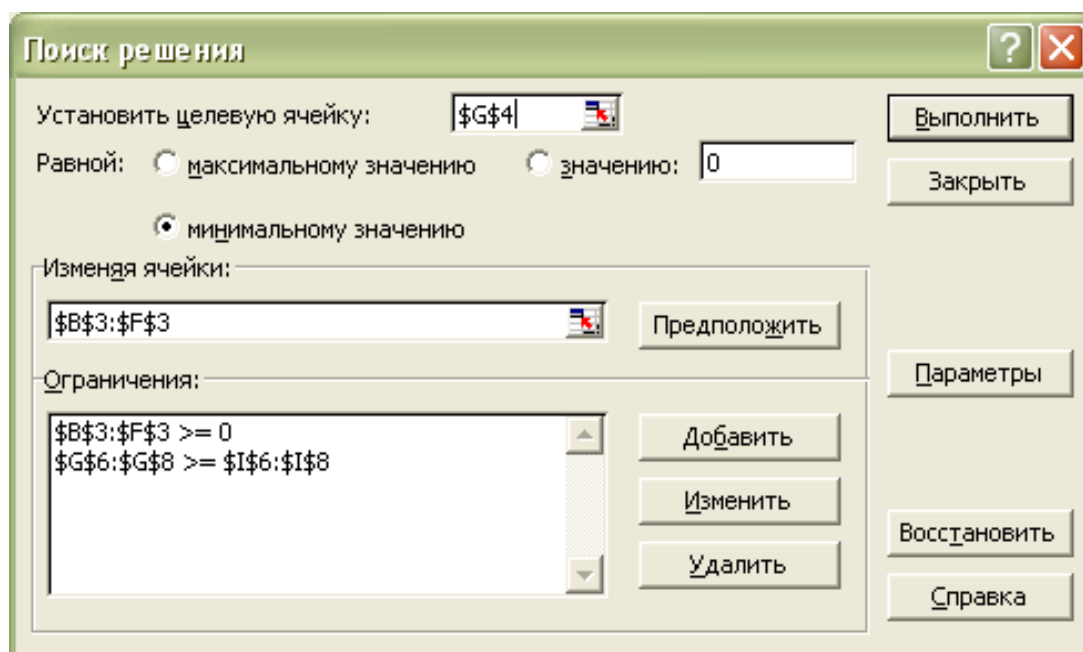 Поиск решения
Установить целевую ячейку: $G$4
Выполнить
Равной: максимальному значению значению: 0
Закрыть
минимальному значению
Изменяя ячейки:
$B$3:$F$3
Предположить
Ограничения:
Параметры
$B$3:$F$3 >= 0
$G$6:$G$8 >= $I$6:$I$8
Добавить
Изменить
Восстановить
Удалить
Справка